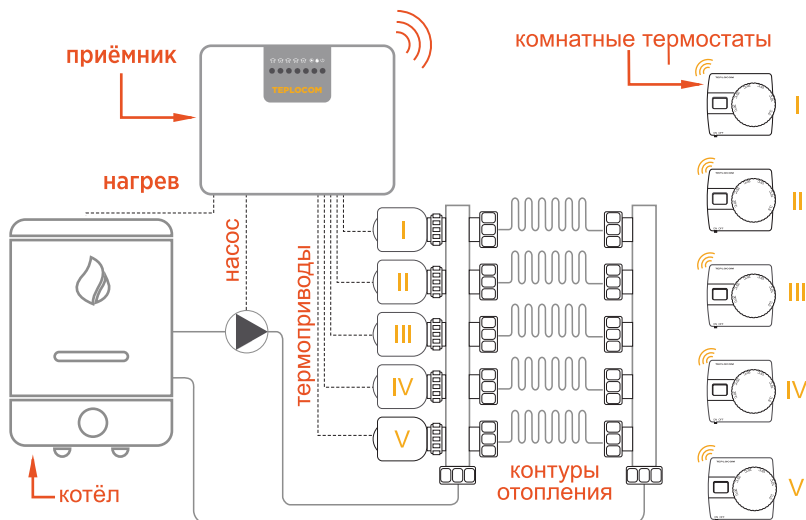 приёмник
TEPLOCOM
комнатные термостаты
I
II
III
IV
V
нагрев
насос
термоприводы
I
II
III
IV
V
котёл
контуры
отопления